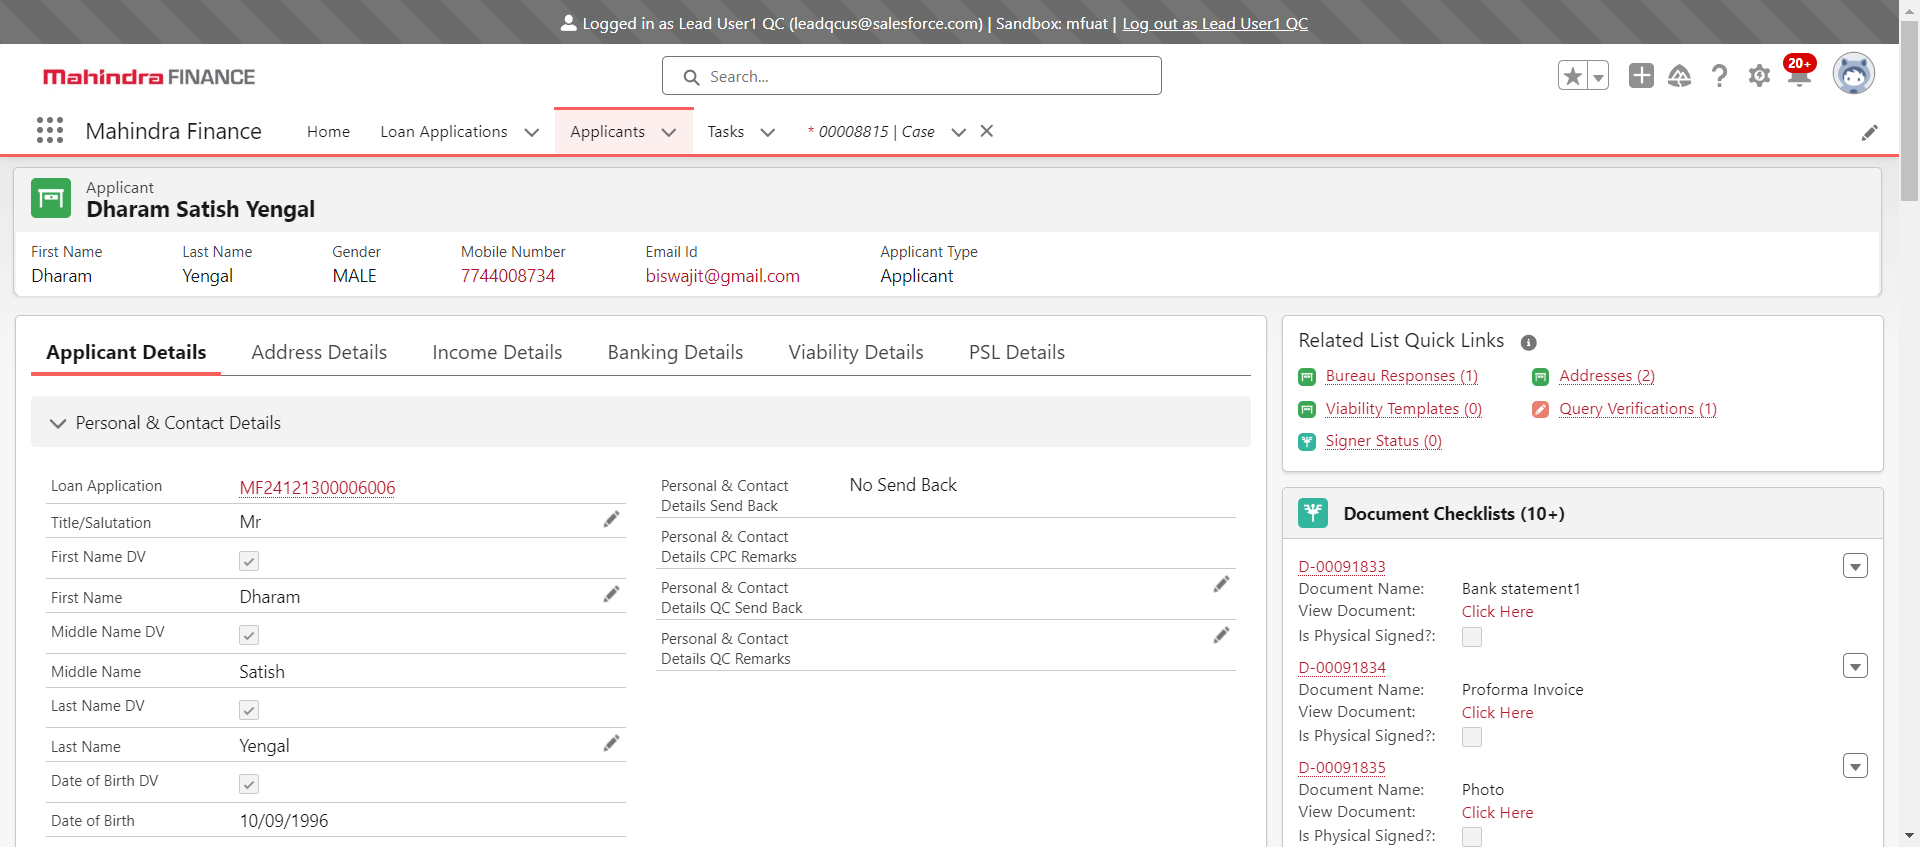 Logged in as Lead User1 QC (leadqcus@salesforce.com) | Sandbox: mfuat | Log out as Lead User1 QC
Mahindra FINANCE
Search...
20+
Mahindra Finance
Home
Loan Applications
Applicants
Tasks
* 00008815 | Case
Applicant
Dharam Satish Yengal
First Name
Last Name
Gender
Mobile Number
Email Id
Applicant Type
Dharam
Yengal
MALE
7744008734
biswajit@gmail.com
Applicant
Applicant Details
Address Details
Income Details
Banking Details
Viability Details
PSL Details
Personal & Contact Details
Loan Application
MF24121300006006
Title/Salutation
Mr
First Name DV
First Name
Dharam
Middle Name DV
Middle Name
Satish
Last Name DV
Last Name
Yengal
Date of Birth DV
Date of Birth
10/09/1996
Personal & Contact
Details Send Back
No Send Back
Personal & Contact
Details CPC Remarks
Personal & Contact
Details QC Send Back
Personal & Contact
Details QC Remarks
Related List Quick Links
Bureau Responses (1)
Addresses (2)
Viability Templates (0)
Query Verifications (1)
Signer Status (0)
Document Checklists (10+)
D-00091833
Document Name:
Bank statement1
View Document:
Click Here
Is Physical Signed?:
D-00091834
Document Name:
Proforma Invoice
View Document:
Click Here
Is Physical Signed?:
D-00091835
Document Name:
Photo
View Document:
Click Here
Is Physical Signed?: